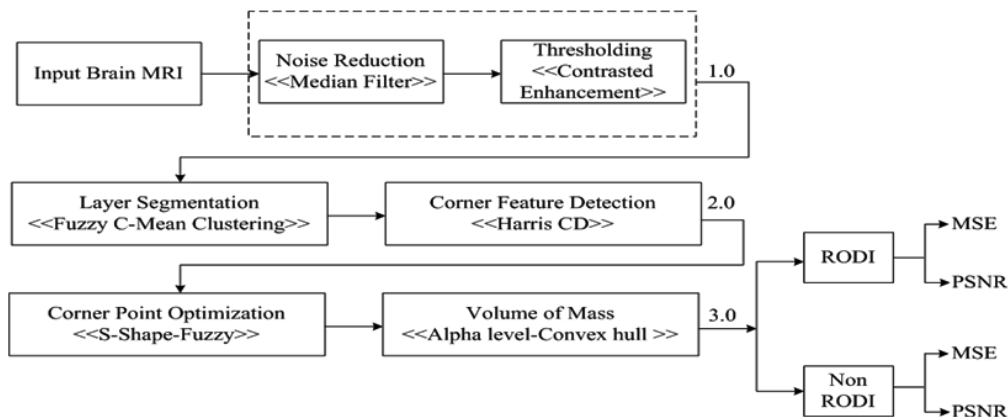 Input Brain MRI
Noise Reduction
<<Median Filter>>
Thresholding
<<Contrasted
Enhancement>>
1.0
Layer Segmentation
<<Fuzzy C-Mean Clustering>>
Corner Feature Detection
<<Harris CD>>
2.0
Corner Point Optimization
<<S-Shape-Fuzzy>>
Volume of Mass
<<Alpha level-Convex hull >>
3.0
RODI
MSE
PSNR
Non
RODI
MSE
PSNR